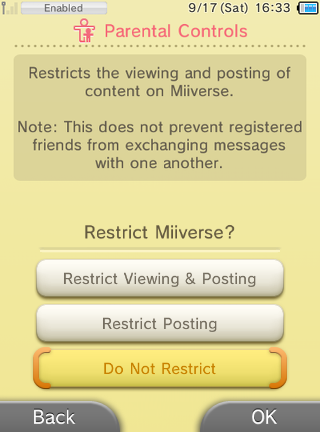 Enabled 9/17 (Sat) 16:33
Parental Controls
Restricts the viewing and posting of
content on Miiverse.
Note: This does not prevent registered
friends from exchanging messages
with one another.
Restrict Miiverse?
Restrict Viewing & Posting
Restrict Posting
Do Not Restrict
Back OK